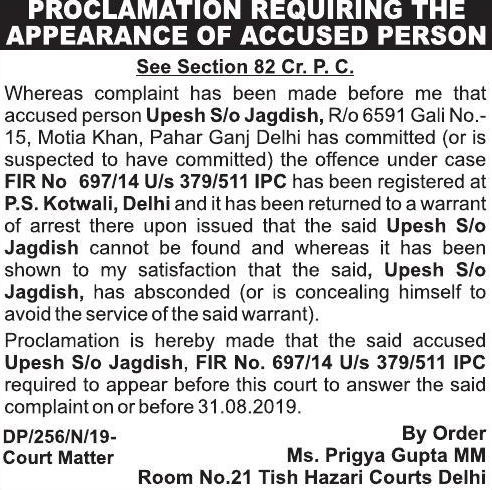 PROCLAMATION REQUIRING THE
APPEARANCE OF ACCUSED PERSON
See Section 82 Cr. P. C.
Whereas complaint has been made before me that
accused person Upesh S/o Jagdish, R/o 6591 Gali No.-
15, Motia Khan, Pahar Ganj Delhi has committed (or is
suspected to have committed) the offence under case
FIR No 697/14 U/s 379/511 IPC has been registered at
P.S. Kotwali, Delhi and it has been returned to a warrant
of arrest there upon issued that the said Upesh S/o
Jagdish cannot be found and whereas it has been
shown to my satisfaction that the said, Upesh S/o
Jagdish, has absconded (or is concealing himself to
avoid the service of the said warrant).
Proclamation is hereby made that the said accused
Upesh S/o Jagdish, FIR No. 697/14 U/s 379/511 IPC
required to appear before this court to answer the said
complaint on or before 31.08.2019.
By Order
DP/256/N/19-
Court Matter
Ms. Prigya Gupta MM
Room No.21 Tish Hazari Courts Delhi